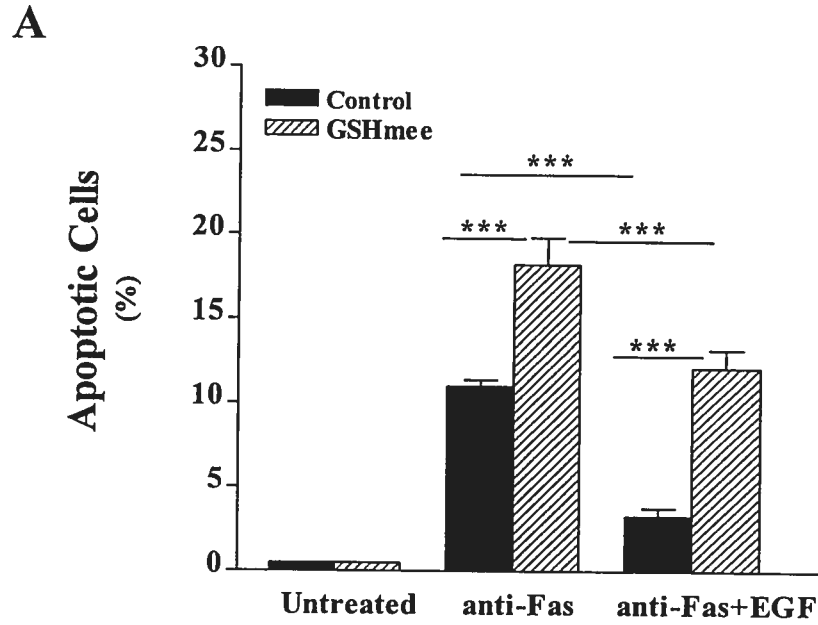 A
30
25
20
15
10
5
0
Apoptotic Cells
(%)
Control
GSHmee
***
***
***
***
Untreated anti-Fas anti-Fas+EGF